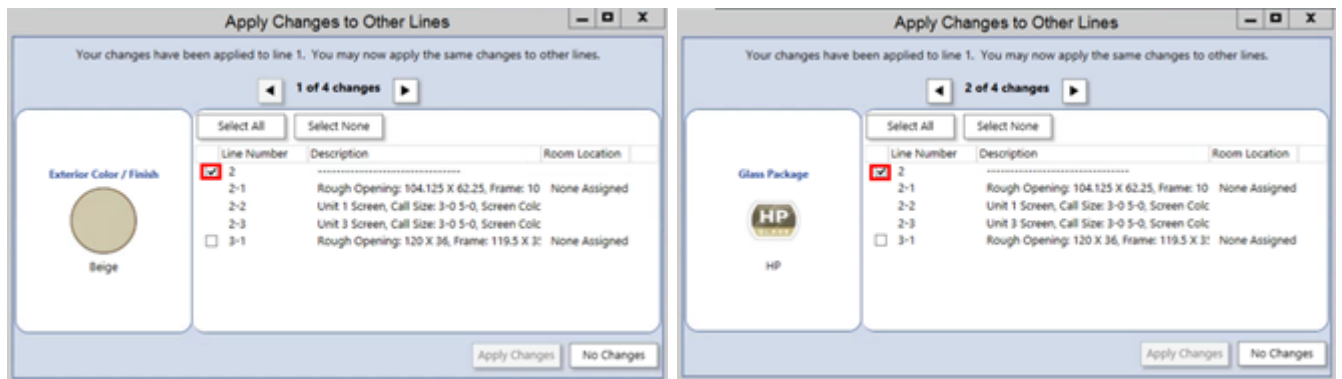 Apply Changes to Other Lines
Your changes have been applied to line 1. You may now apply the same changes to other lines.
1 of 4 changes
Select All Select None
Line Number Description Room Location
Exterior Color / Finish
Beige
2 ----------------------------------
2-1 Rough Opening: 104.125 X 62.25, Frame: 10 None Assigned
2-2 Unit 1 Screen, Call Size: 3-0 5-0, Screen Colc
2-3 Unit 3 Screen, Call Size: 3-0 5-0, Screen Colc
3-1 Rough Opening: 120 X 36, Frame: 119.5 X 3 None Assigned
Apply Changes No Changes
Apply Changes to Other Lines
Your changes have been applied to line 1. You may now apply the same changes to other lines.
2 of 4 changes
Select All Select None
Line Number Description Room Location
Glass Package
HP
HP
2 ----------------------------------
2-1 Rough Opening: 104.125 X 62.25, Frame: 10 None Assigned
2-2 Unit 1 Screen, Call Size: 3-0 5-0, Screen Colc
2-3 Unit 3 Screen, Call Size: 3-0 5-0, Screen Colc
3-1 Rough Opening: 120 X 36, Frame: 119.5 X 3 None Assigned
Apply Changes No Changes